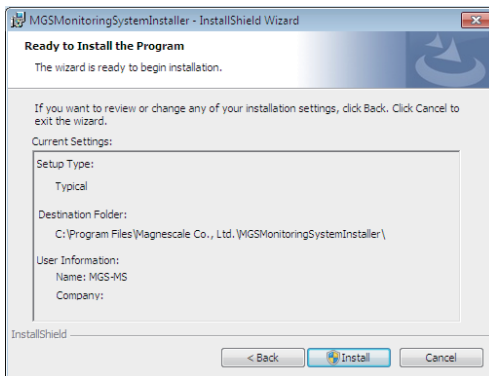 MGSMonitoringSystemInstaller - InstallShield Wizard
Ready to Install the Program
The wizard is ready to begin installation.
If you want to review or change any of your installation settings, click Back. Click Cancel to
exit the wizard.
Current Settings:
Setup Type:
Typical
Destination Folder:
C:\Program Files\Magnescale Co., Ltd.\MGSMonitoringSystemInstaller\
User Information:
Name: MGS-MS
Company:
InstallShield
< Back
Install
Cancel